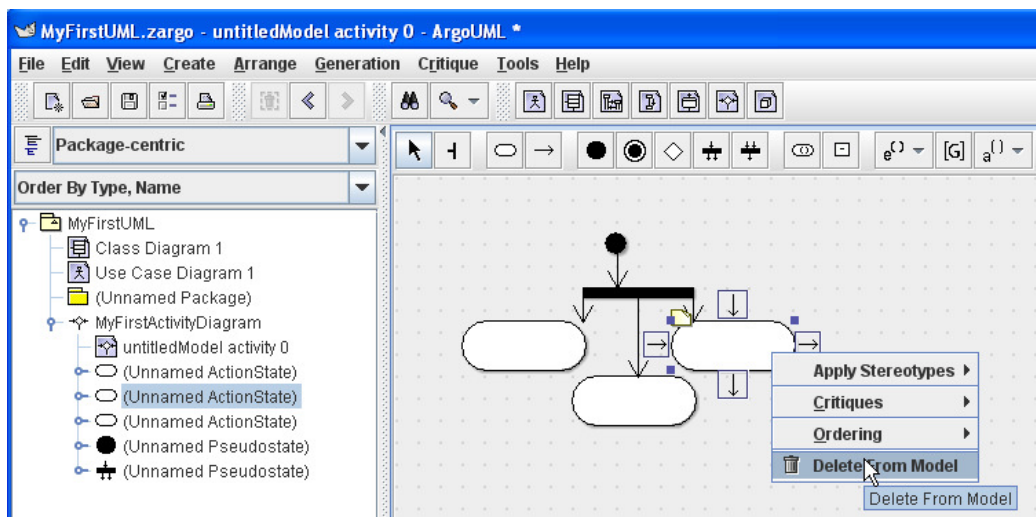 MyFirstUML.zargo - untitledModel activity 0 - ArgoUML *
File Edit View Create Arrange Generation Critique Tools Help
Package-centric
e() [G] a()
Order By Type, Name
MyFirstUML
Class Diagram 1
Use Case Diagram 1
(Unnamed Package)
MyFirstActivityDiagram
untitledModel activity 0
(Unnamed ActionState)
(Unnamed ActionState)
(Unnamed ActionState)
(Unnamed Pseudostate)
(Unnamed Pseudostate)
Apply Stereotypes
Critiques
Ordering
Delete From Model
Delete From Model